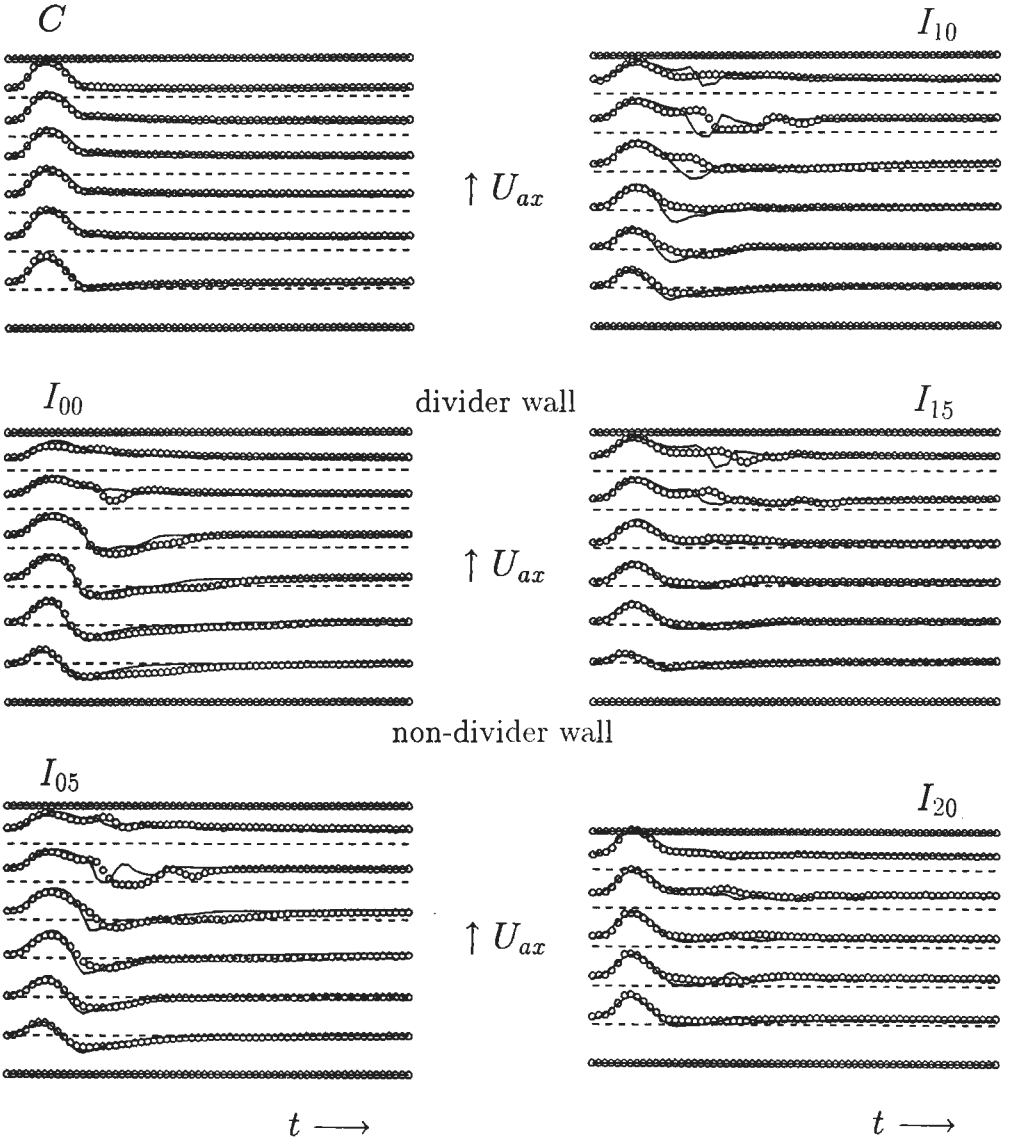 C
I₁₀
↑ Uₐₓ
I₀₀
divider wall
I₁₅
↑ Uₐₓ
non-divider wall
I₀₅
I₂₀
↑ Uₐₓ
t ⟶
t ⟶